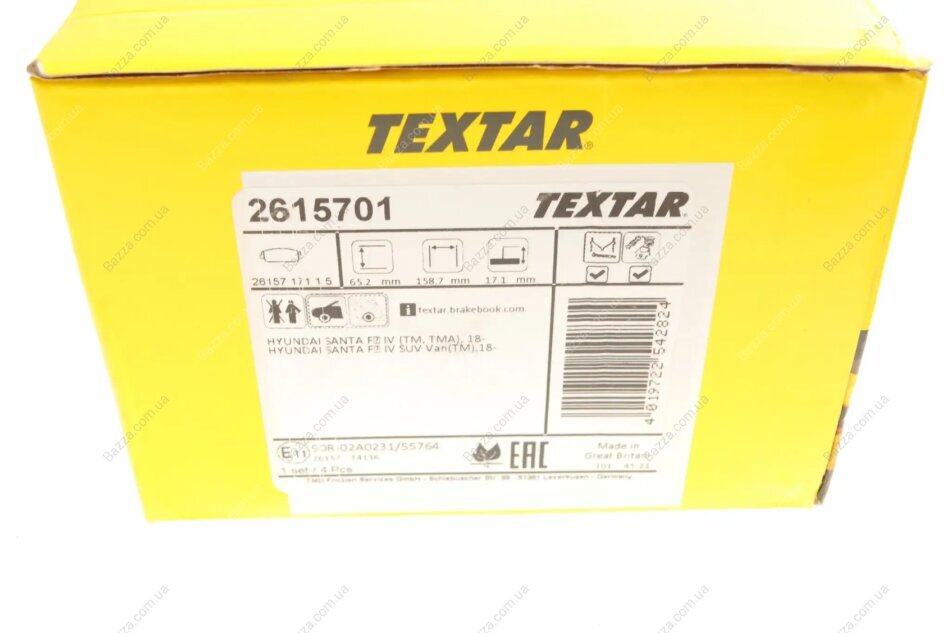 TEXTAR®
2615701
TEXTAR®
26157 171 1 5
65.2 mm
158.7 mm
17.1 mm
i textar.brakebook.com
HYUNDAI SANTA F IV (TM, TMA), 18-
HYUNDAI SANTA F IV SUV Van(TM),18-
4 019722 542824
E11 90R-02A0231/55764
EAC
Made in
Great Britain
1 set / 4 Pcs
TMD Friction Services GmbH - Schlebuscher Str 99 - 51381 Leverkusen - Germany
Bazza.com.ua